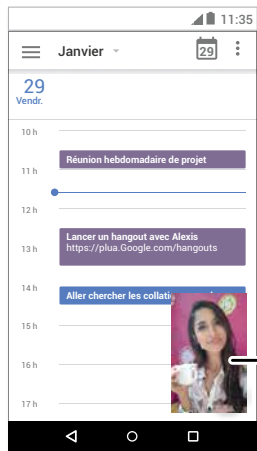 11:35
Janvier
29
29
Vendr.
10 h
Réunion hebdomadaire de projet
11 h
12 h
Lancer un hangout avec Alexis
https://plua.Google.com/hangouts
13 h
14 h
Aller chercher les
15 h
16 h
17 h